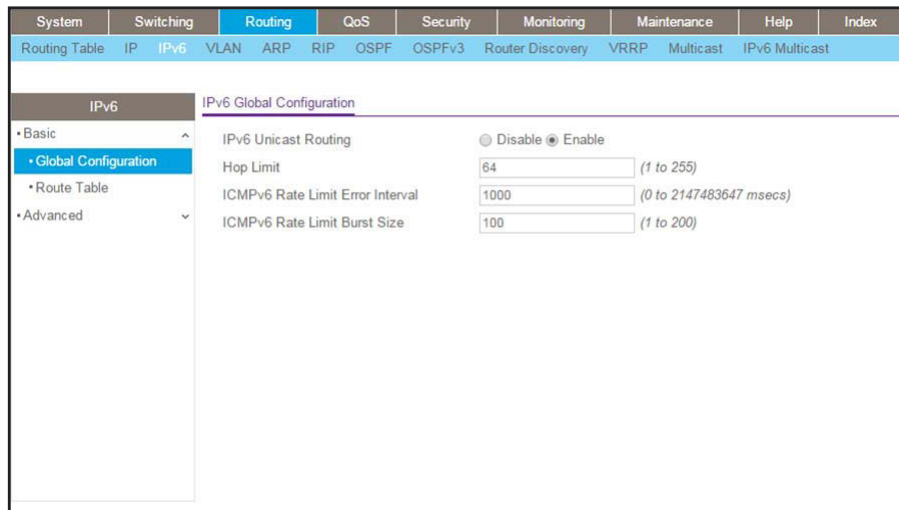 System Switching Routing QoS Security Monitoring Maintenance Help Index
Routing Table IP IPv6 VLAN ARP RIP OSPF OSPFv3 Router Discovery VRRP Multicast IPv6 Multicast
IPv6
• Basic
• Global Configuration
• Route Table
• Advanced
IPv6 Global Configuration
IPv6 Unicast Routing Disable Enable
Hop Limit 64 (1 to 255)
ICMPv6 Rate Limit Error Interval 1000 (0 to 2147483647 msecs)
ICMPv6 Rate Limit Burst Size 100 (1 to 200)